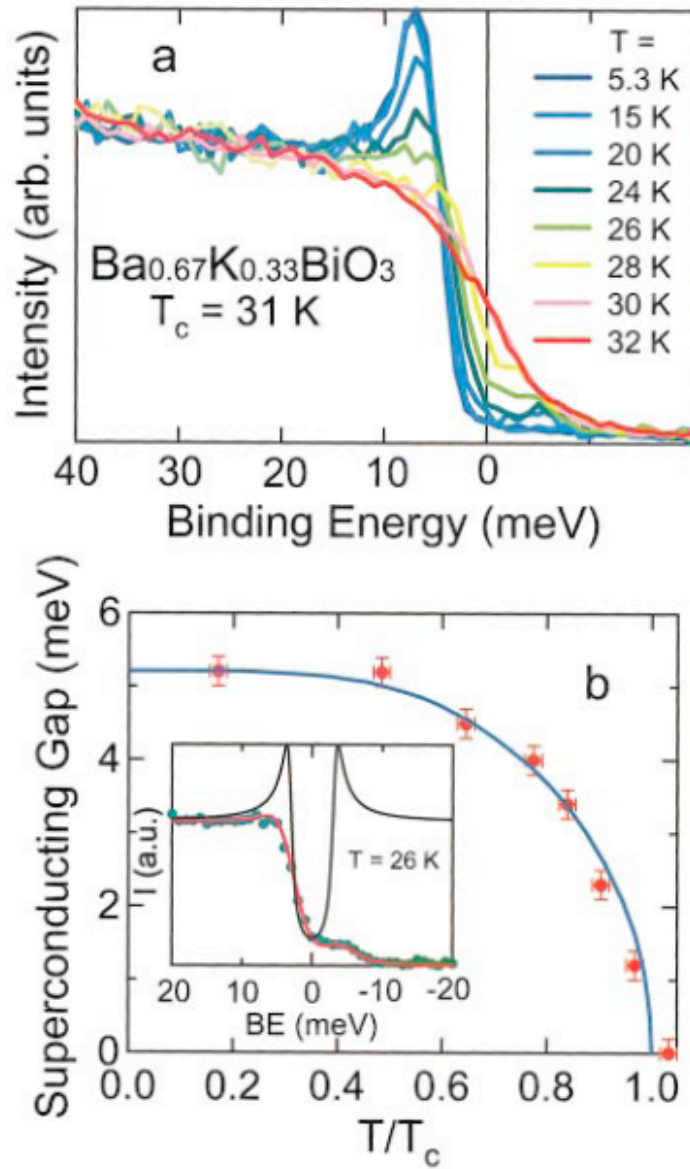 a
T =
5.3 K
15 K
20 K
24 K
26 K
28 K
30 K
32 K
Ba0.67K0.33BiO3
Tc = 31 K
Intensity (arb. units)
40 30 20 10 0
Binding Energy (meV)
b
Superconducting Gap (meV)
6
4
2
0
I (a.u.)
T = 26 K
20 10 0 -10 -20
BE (meV)
0.0 0.2 0.4 0.6 0.8 1.0
T/Tc